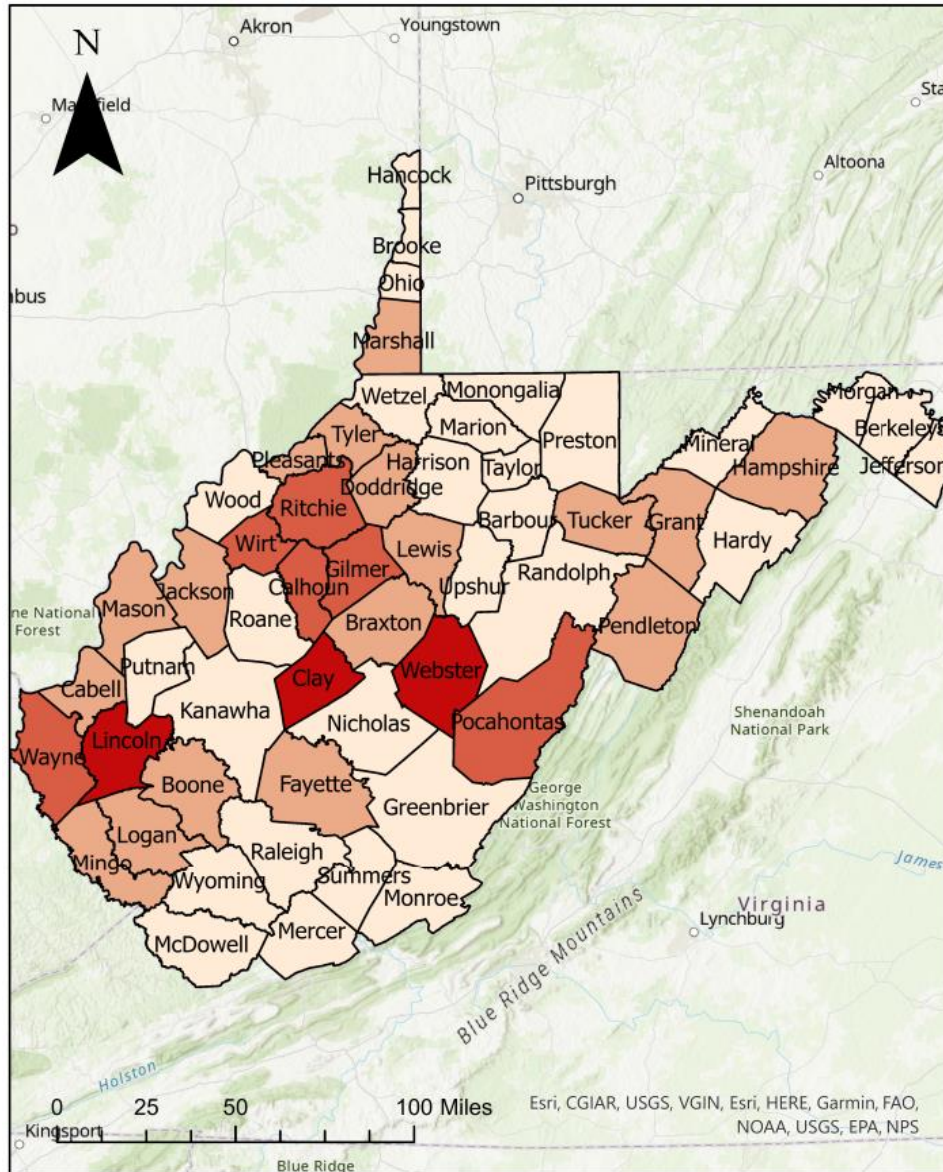 Akron
Youngstown
N
Sta
Altoona
Hancock
Pittsburgh
Brooke
Ohio
bus
Marshall
Wetzel
Monongalia
Morgan
Marion
Berkeley
Tyler
Preston
Mineral
Pleasants
Harrison
Taylor
Hampshire
Jefferson
Wood
Doddridge
Ritchie
Barbour
Tucker
Grant
Wirt
Lewis
Hardy
Gilmer
Calhoun
Upshur
Randolph
Jackson
Mason
ne National
Forest
Roane
Braxton
Pendleton
Putnam
Clay
Webster
Cabell
Kanawha
Nicholas
Pocahontas
Shenandoah
National Park
Lincoln
Wayne
Boone
Fayette
George
Washington
National Forest
Greenbrier
Logan
Mingo
Raleigh
Summers
James
Wyoming
Monroe
Virginia
Lynchburg
Mercer
McDowell
Blue Ridge Mountains
Holston
0 25 50 100 Miles
Esri, CGIAR, USGS, VGIN, Esri, HERE, Garmin, FAO,
NOAA, USGS, EPA, NPS
Kingsport
Blue Ridge